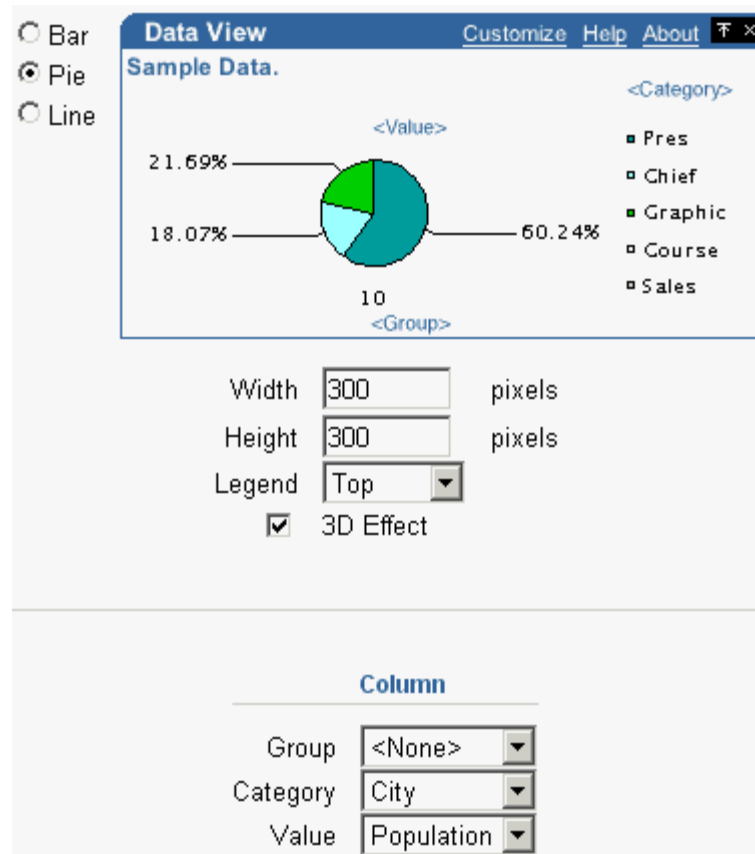 Bar
Pie
Line
Data View Customize Help About
Sample Data.
<Category>
<Value>
Pres
Chief
Graphic
Course
Sales
21.69%
18.07%
60.24%
10
<Group>
Width 300 pixels
Height 300 pixels
Legend Top
3D Effect
Column
Group <None>
Category City
Value Population